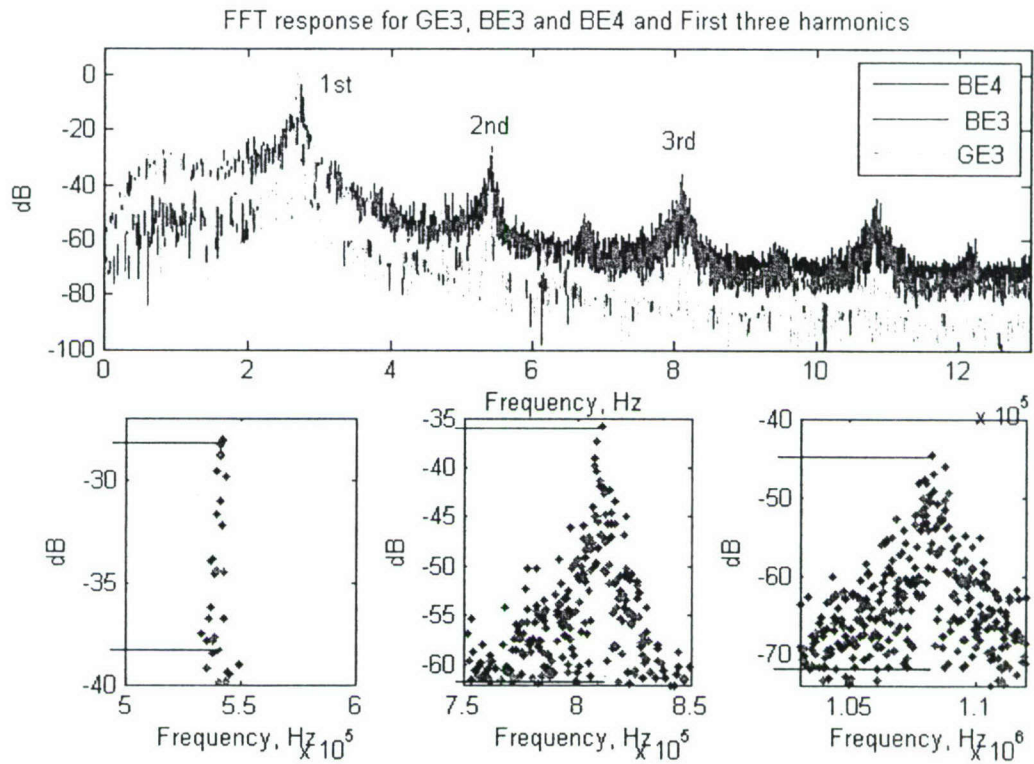 FFT response for GE3, BE3 and BE4 and First three harmonics
dB
0
-20
-40
-60
-80
-100
1st
2nd
3rd
BE4
BE3
GE3
0 2 4 6 8 10 12
Frequency, Hz
x 10^5
dB
-30
-35
-40
5 5.5 6
Frequency, Hz
x 10^5
dB
-35
-40
-45
-50
-55
-60
7.5 8 8.5
Frequency, Hz
x 10^5
dB
-40
-50
-60
-70
1.05 1.1
Frequency, Hz
x 10^6